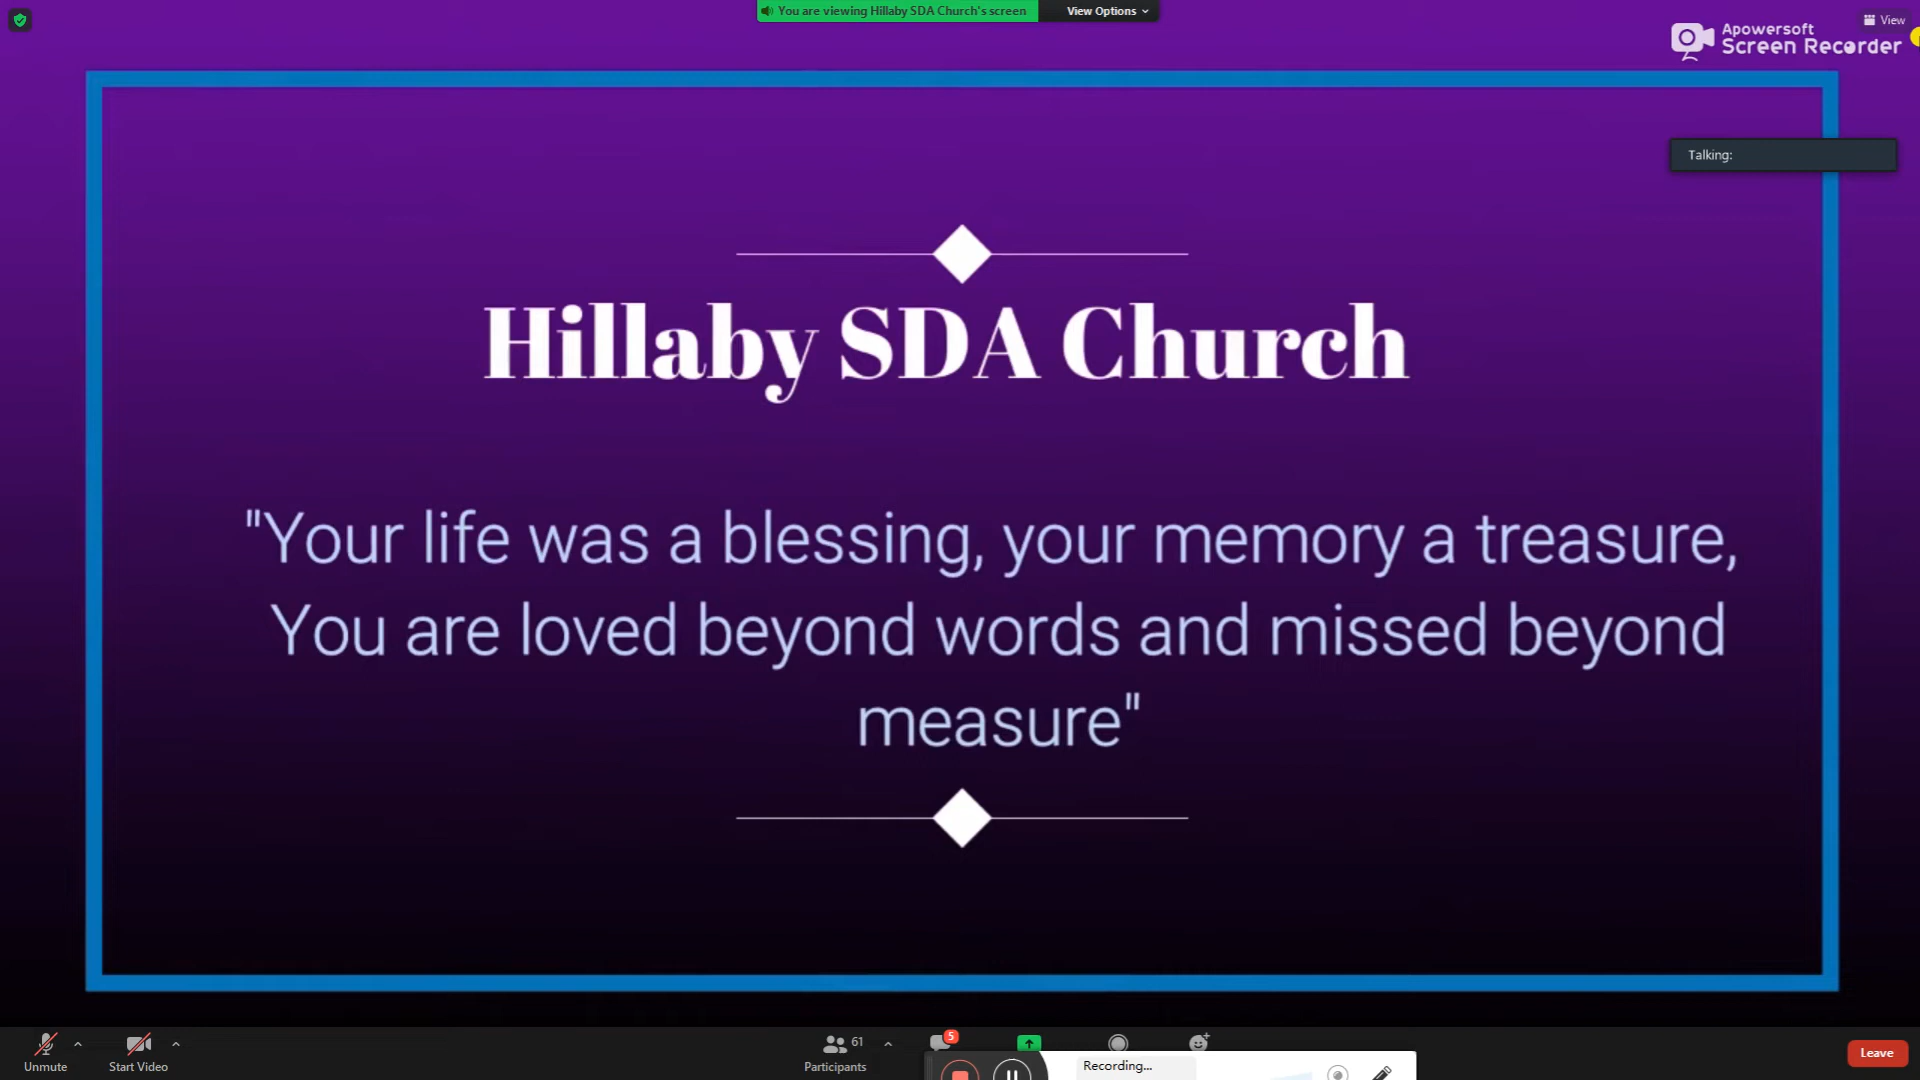 You are viewing Hillaby SDA Church's screen
View Options
View
Apowersoft
Screen Recorder
Talking:
Hillaby SDA Church
"Your life was a blessing, your memory a treasure,
You are loved beyond words and missed beyond
measure"
Unmute
Start Video
61
Participants
5
Recording...
Leave